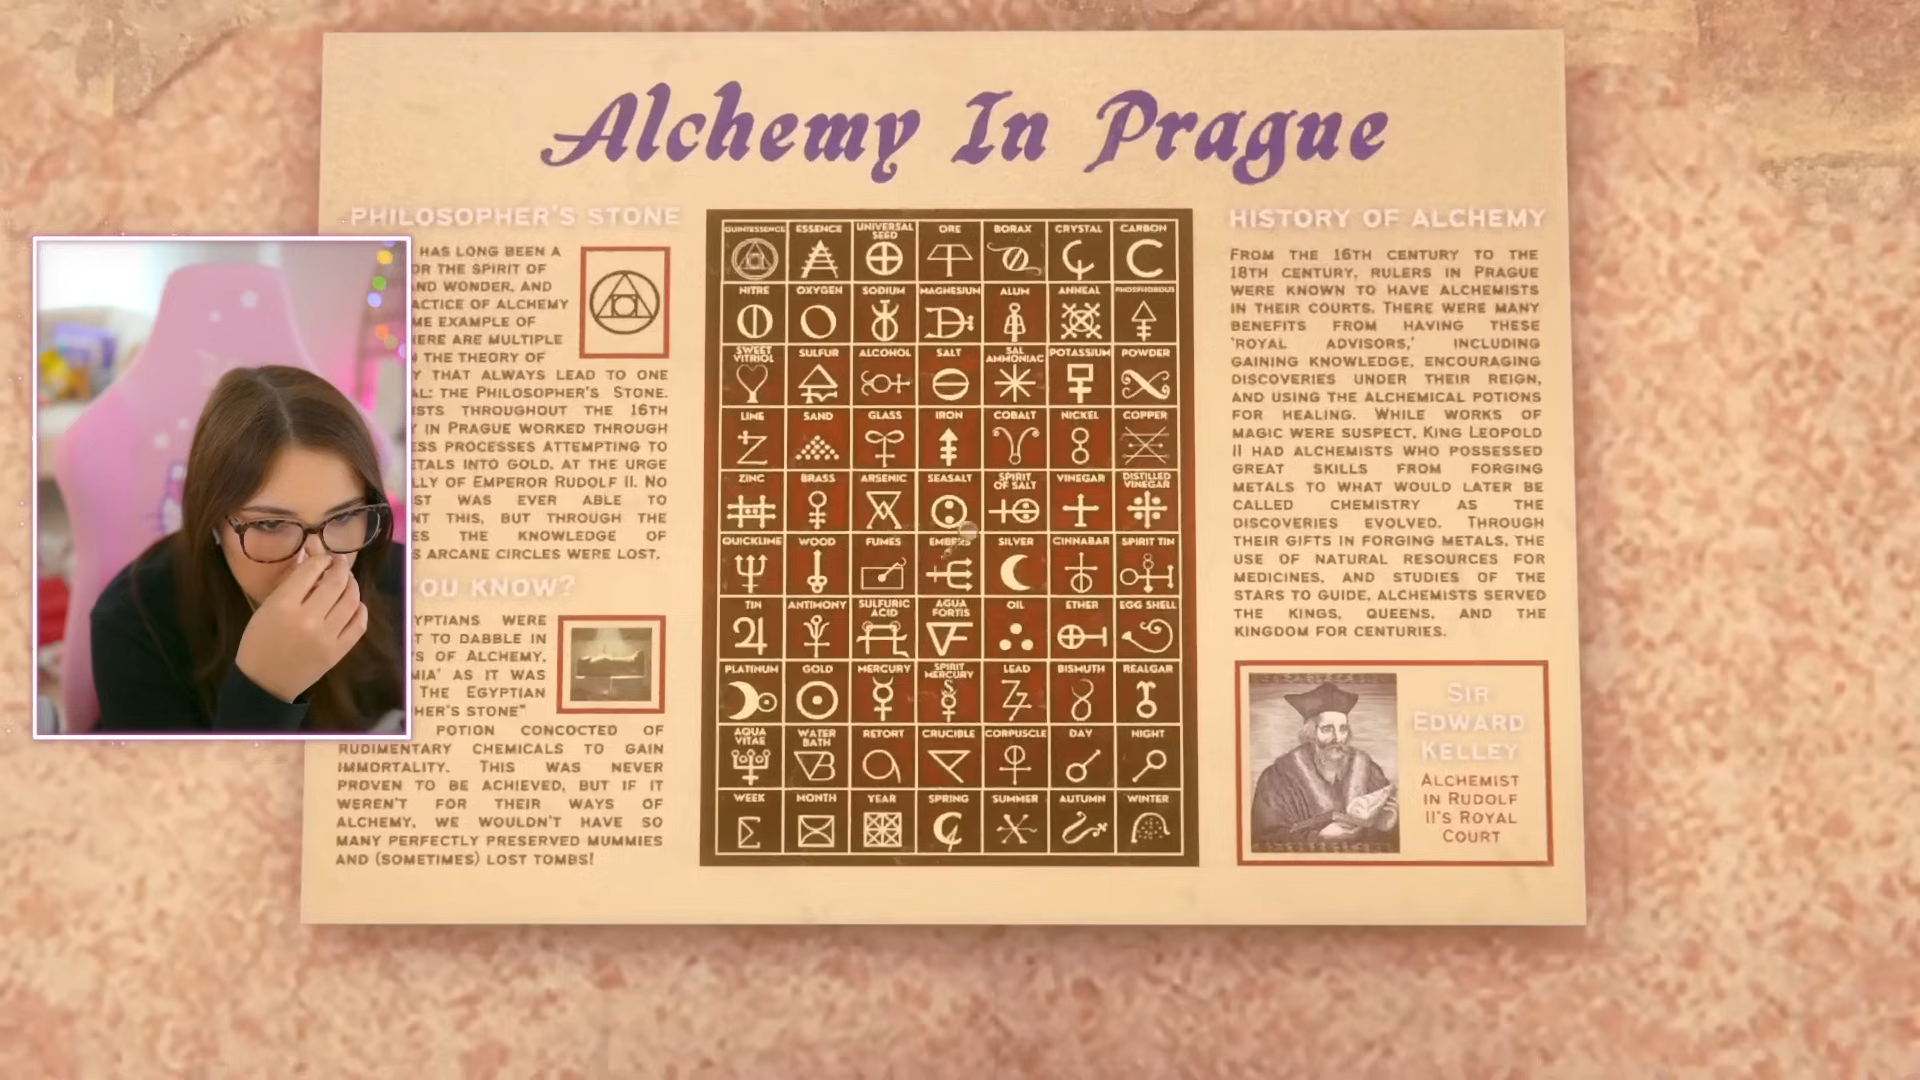 Alchemy In Prague
PHILOSOPHER'S STONE
HAS LONG BEEN A
OR THE SPIRIT OF
AND WONDER, AND
ACTICE OF ALCHEMY
ME EXAMPLE OF
HERE ARE MULTIPLE
THE THEORY OF
Y THAT ALWAYS LEAD TO ONE
AL: THE PHILOSOPHER'S STONE.
ISTS THROUGHOUT THE 16TH
Y IN PRAGUE WORKED THROUGH
ESS PROCESSES ATTEMPTING TO
ETALS INTO GOLD, AT THE URGE
LLY OF EMPEROR RUDOLF II. NO
ST WAS EVER ABLE TO
NT THIS, BUT THROUGH THE
ES THE KNOWLEDGE OF
S ARCANE CIRCLES WERE LOST.
YOU KNOW?
YPTIANS WERE
T TO DABBLE IN
YS OF ALCHEMY,
MIA' AS IT WAS
THE EGYPTIAN
HER'S STONE"
POTION CONCOCTED OF
RUDIMENTARY CHEMICALS TO GAIN
IMMORTALITY. THIS WAS NEVER
PROVEN TO BE ACHIEVED, BUT IF IT
WEREN'T FOR THEIR WAYS OF
ALCHEMY, WE WOULDN'T HAVE SO
MANY PERFECTLY PRESERVED MUMMIES
AND (SOMETIMES) LOST TOMBS!
QUINTESSENCE ESSENCE UNIVERSAL SEED ORE BORAX CRYSTAL CARBON
NITRE OXYGEN SODIUM MAGNESIUM ALUM ANNEAL PHOSPHOROUS
SWEET VITRIOL SULFUR ALCOHOL SALT SAL AMMONIAC POTASSIUM POWDER
LIME SAND GLASS IRON COBALT NICKEL COPPER
ZINC BRASS ARSENIC SEASALT SPIRIT OF SALT VINEGAR DISTILLED VINEGAR
QUICKLIME WOOD FUMES EMBERS SILVER CINNABAR SPIRIT TIN
TIN ANTIMONY SULFURIC ACID AGUA FORTIS OIL ETHER EGG SHELL
PLATINUM GOLD MERCURY SPIRIT MERCURY LEAD BISMUTH REALGAR
AQUA VITAE WATER BATH RETORT CRUCIBLE CORPUSCLE DAY NIGHT
WEEK MONTH YEAR SPRING SUMMER AUTUMN WINTER
HISTORY OF ALCHEMY
FROM THE 16TH CENTURY TO THE
18TH CENTURY, RULERS IN PRAGUE
WERE KNOWN TO HAVE ALCHEMISTS
IN THEIR COURTS. THERE WERE MANY
BENEFITS FROM HAVING THESE
'ROYAL ADVISORS,' INCLUDING
GAINING KNOWLEDGE, ENCOURAGING
DISCOVERIES UNDER THEIR REIGN,
AND USING THE ALCHEMICAL POTIONS
FOR HEALING. WHILE WORKS OF
MAGIC WERE SUSPECT, KING LEOPOLD
II HAD ALCHEMISTS WHO POSSESSED
GREAT SKILLS FROM FORGING
METALS TO WHAT WOULD LATER BE
CALLED CHEMISTRY AS THE
DISCOVERIES EVOLVED. THROUGH
THEIR GIFTS IN FORGING METALS, THE
USE OF NATURAL RESOURCES FOR
MEDICINES, AND STUDIES OF THE
STARS TO GUIDE, ALCHEMISTS SERVED
THE KINGS, QUEENS, AND THE
KINGDOM FOR CENTURIES.
SIR
EDWARD
KELLEY
ALCHEMIST
IN RUDOLF
II'S ROYAL
COURT